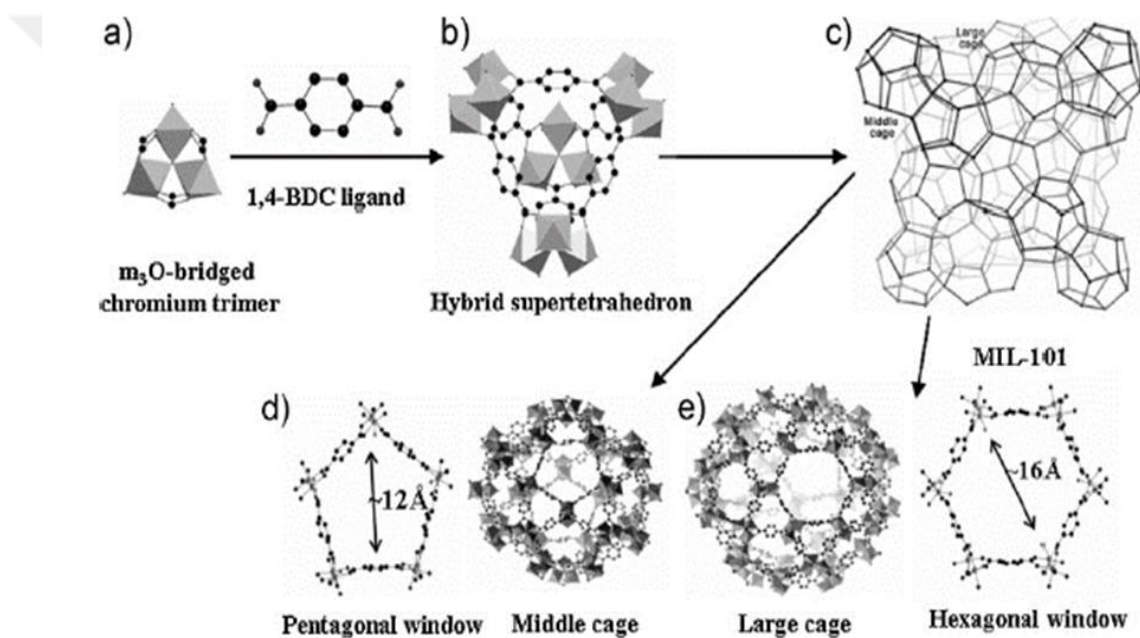 a)
b)
c)
1,4-BDC ligand
m₃O-bridged
chromium trimer
Hybrid supertetrahedron
Large
cage
Middle
cage
MIL-101
d)
~12Å
e)
~16Å
Pentagonal window
Middle cage
Large cage
Hexagonal window